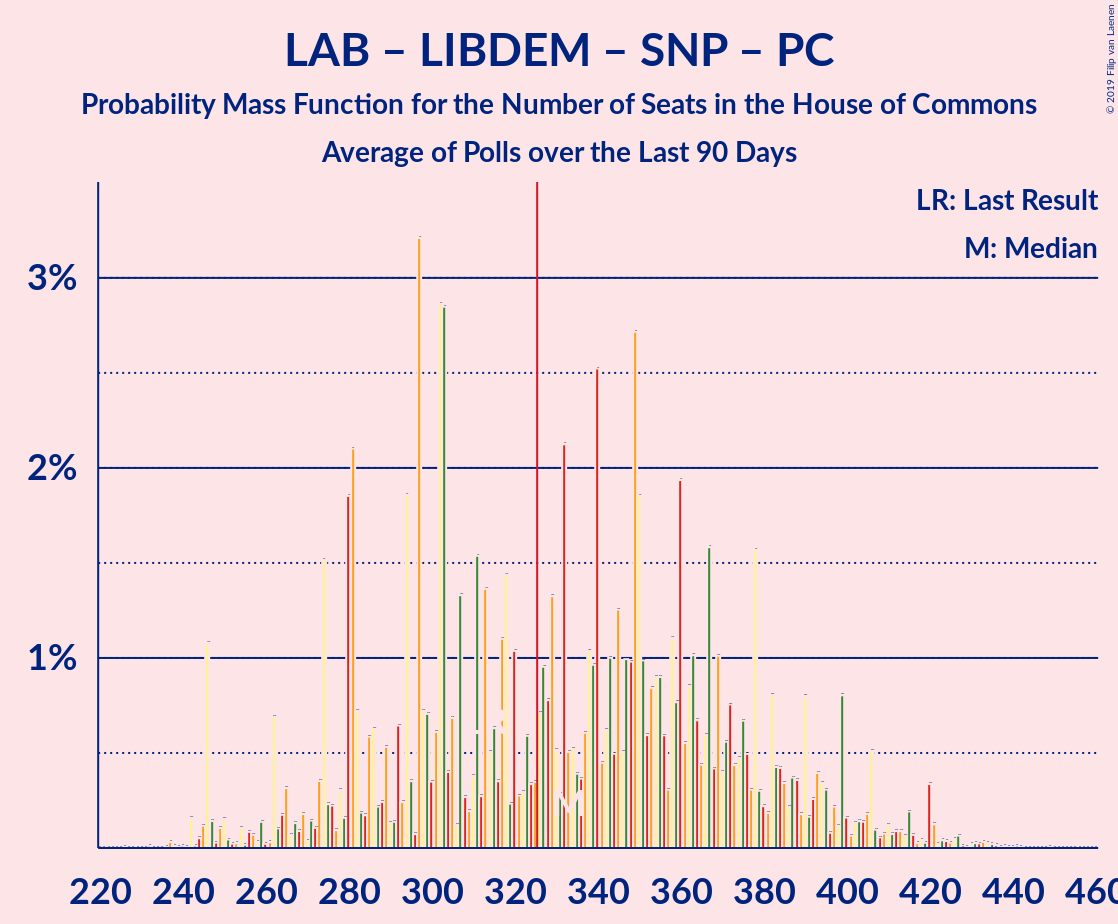 LAB – LIBDEM – SNP – PC
Probability Mass Function for the Number of Seats in the House of Commons
Average of Polls over the Last 90 Days
© 2019 Filip van Laenen
LR: Last Result
M: Median
3%
2%
1%
220 240 260 280 300 320 340 360 380 400 420 440 460